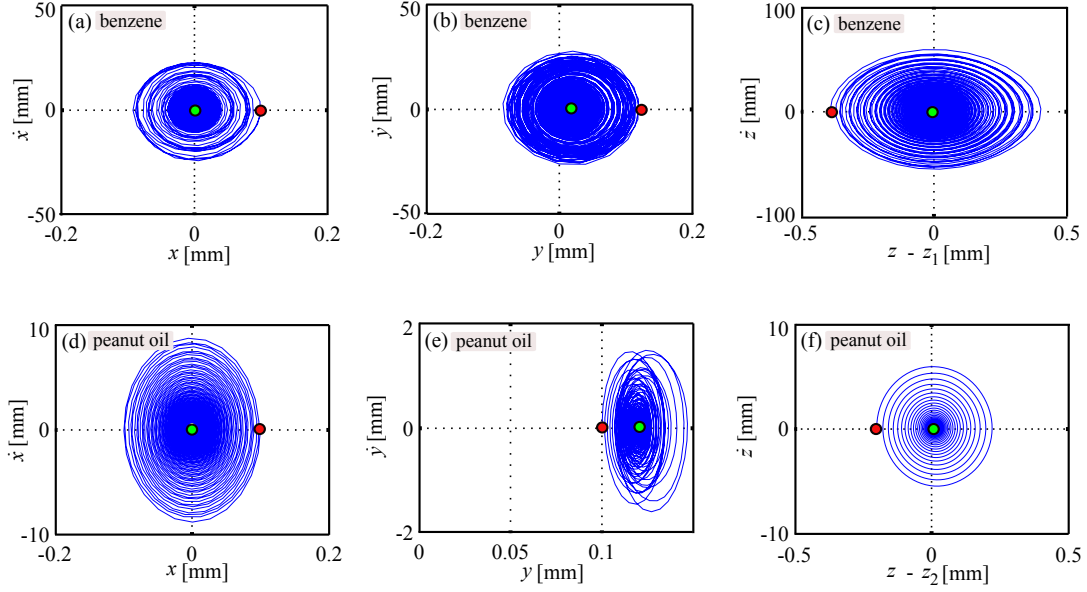 (a) benzene
50
0
-50
ẋ [mm]
-0.2
0
0.2
x [mm]
(b) benzene
50
0
-50
ẏ [mm]
-0.2
0
0.2
y [mm]
(c) benzene
100
0
-100
ż [mm]
-0.5
0
0.5
z - z1 [mm]
(d) peanut oil
10
0
-10
ẋ [mm]
-0.2
0
0.2
x [mm]
(e) peanut oil
2
0
-2
ẏ [mm]
0
0.05
0.1
y [mm]
(f) peanut oil
10
0
-10
ż [mm]
-0.5
0
0.5
z - z2 [mm]